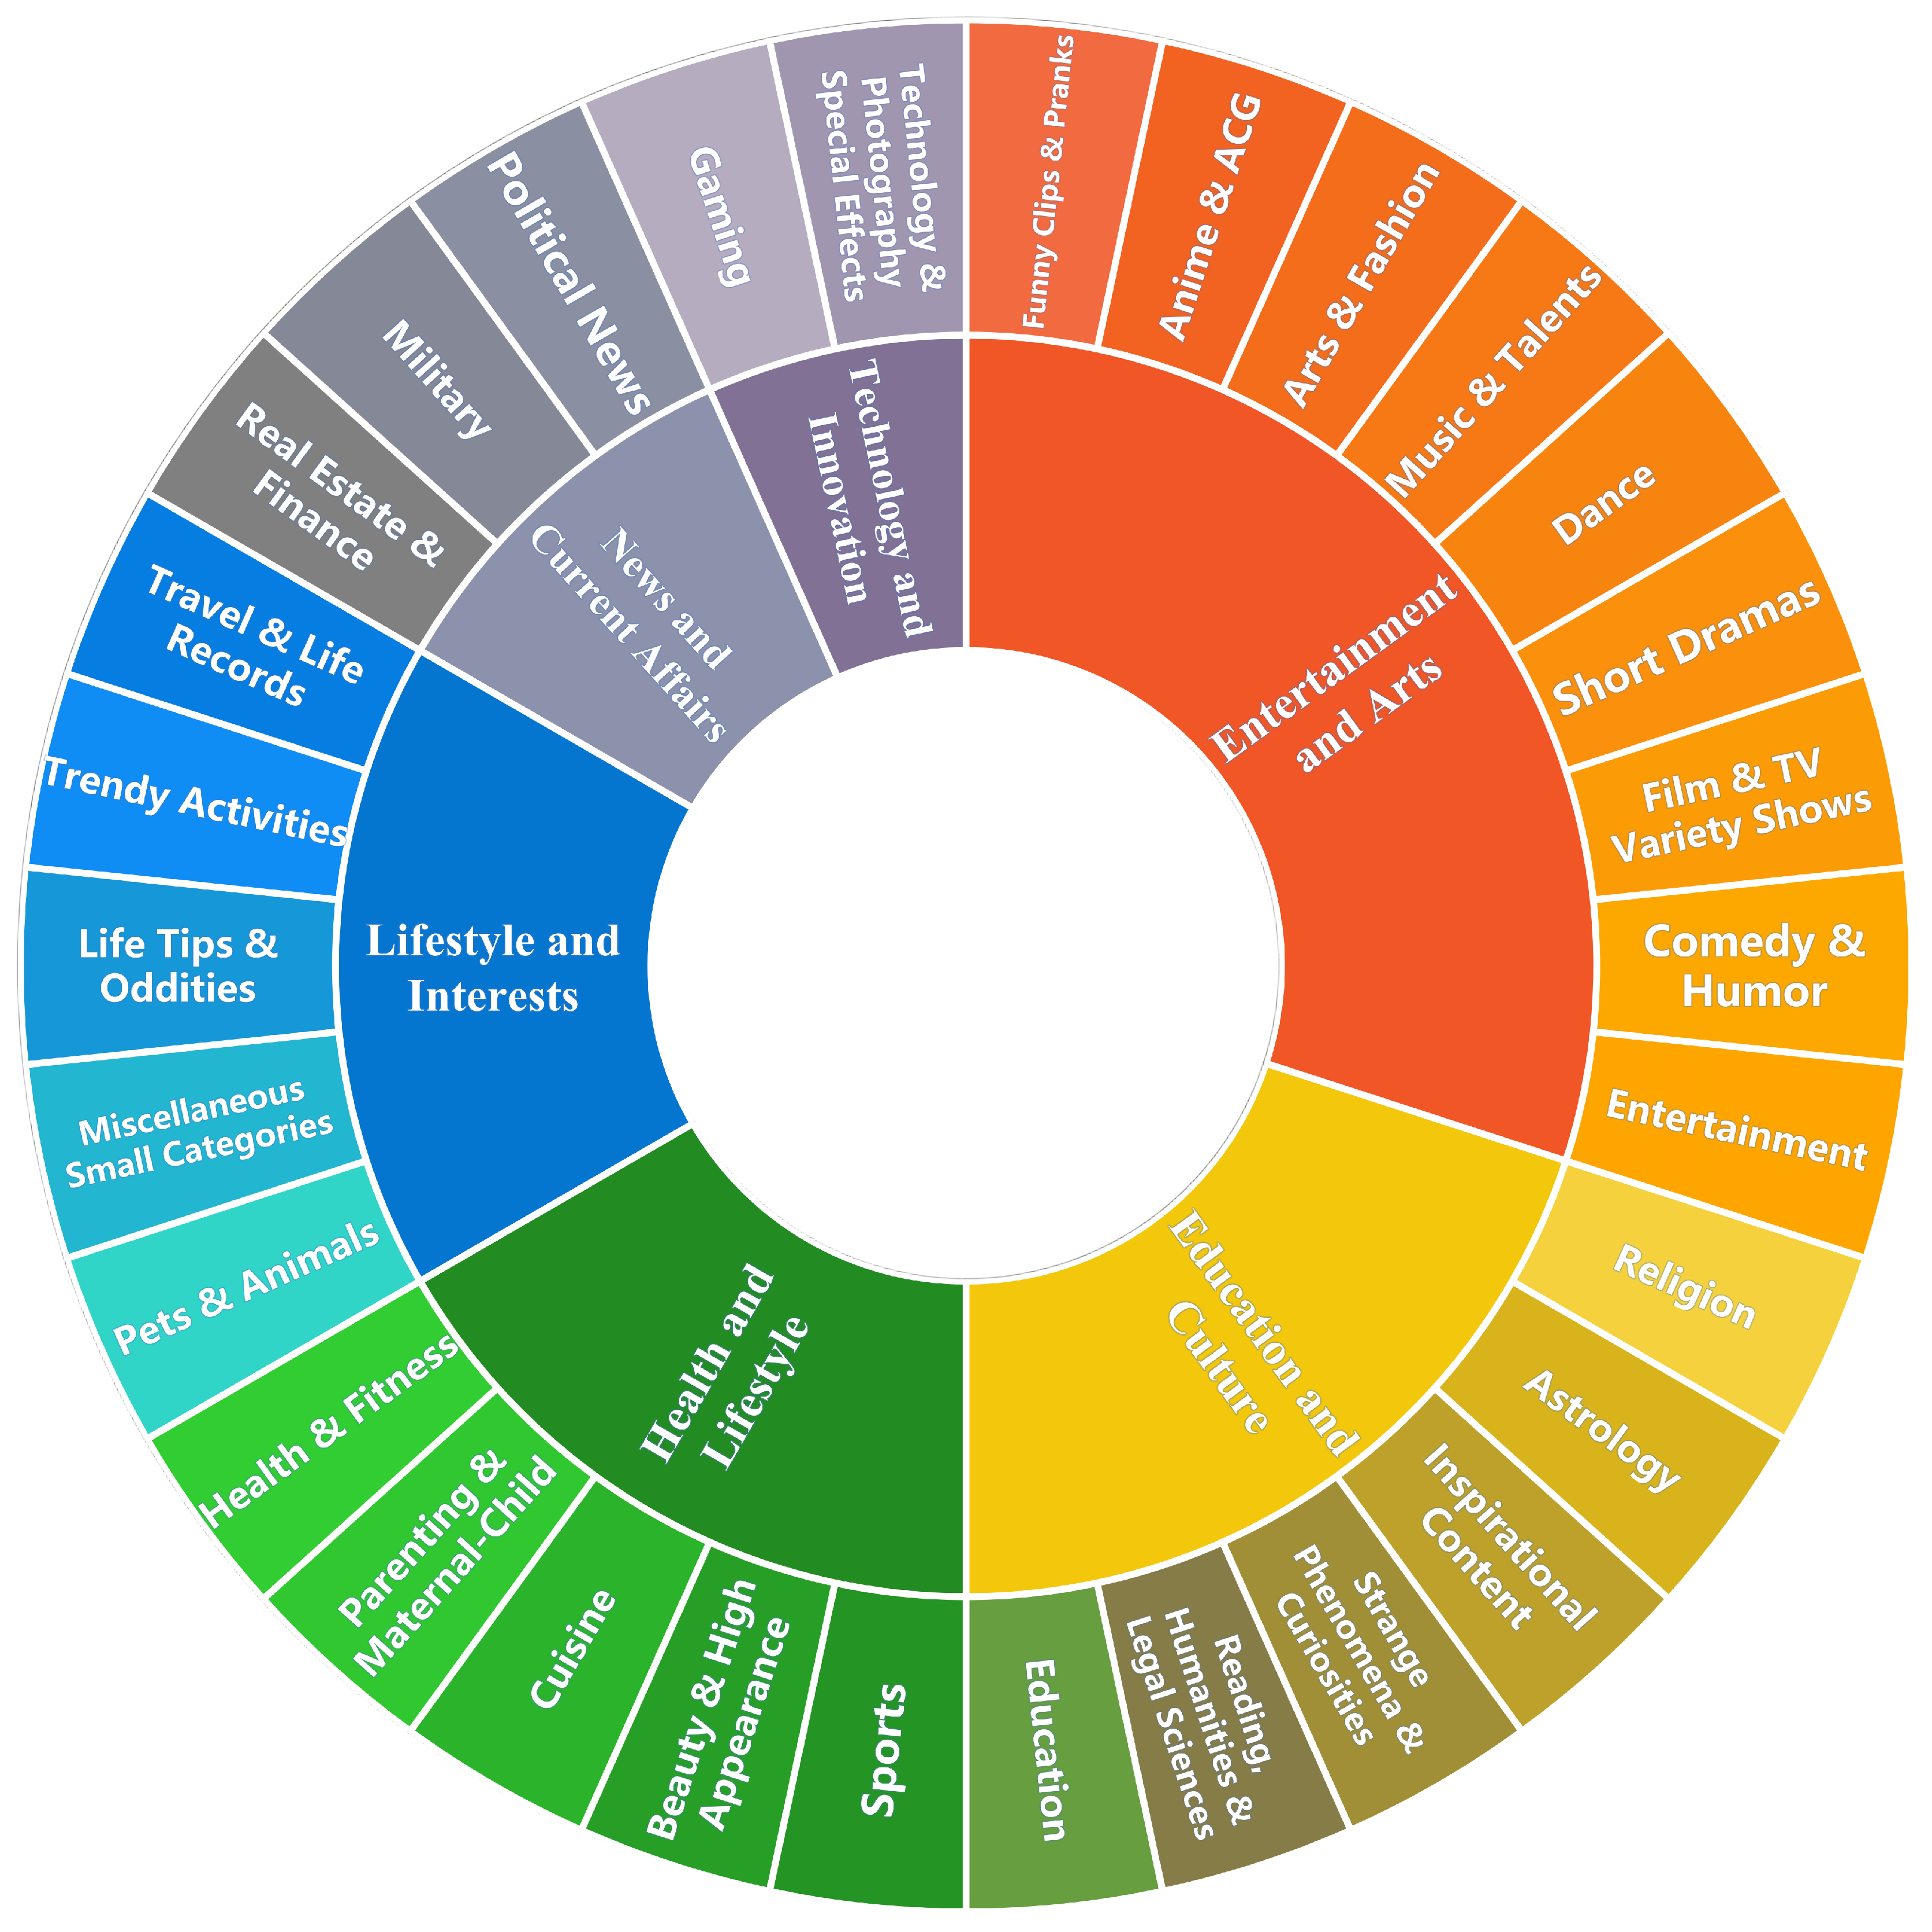 Technology and
Innovation
Entertainment
and Arts
Education and
Culture
Health and
Lifestyle
Lifestyle and
Interests
News and
Current Affairs
Funny Clips & Pranks
Anime & ACG
Arts & Fashion
Music & Talents
Dance
Short Dramas
Film & TV
Variety Shows
Comedy &
Humor
Entertainment
Religion
Astrology
Inspirational
Content
Strange
Phenomena &
Curiosities
Reading,
Humanities &
Legal Sciences
Education
Sports
Beauty & High
Appearance
Cuisine
Parenting &
Maternal-Child
Health & Fitness
Pets & Animals
Miscellaneous
Small Categories
Life Tips &
Oddities
Trendy Activities
Travel & Life
Records
Real Estate &
Finance
Military
Political News
Gaming
Technology &
Photography
Special Effects